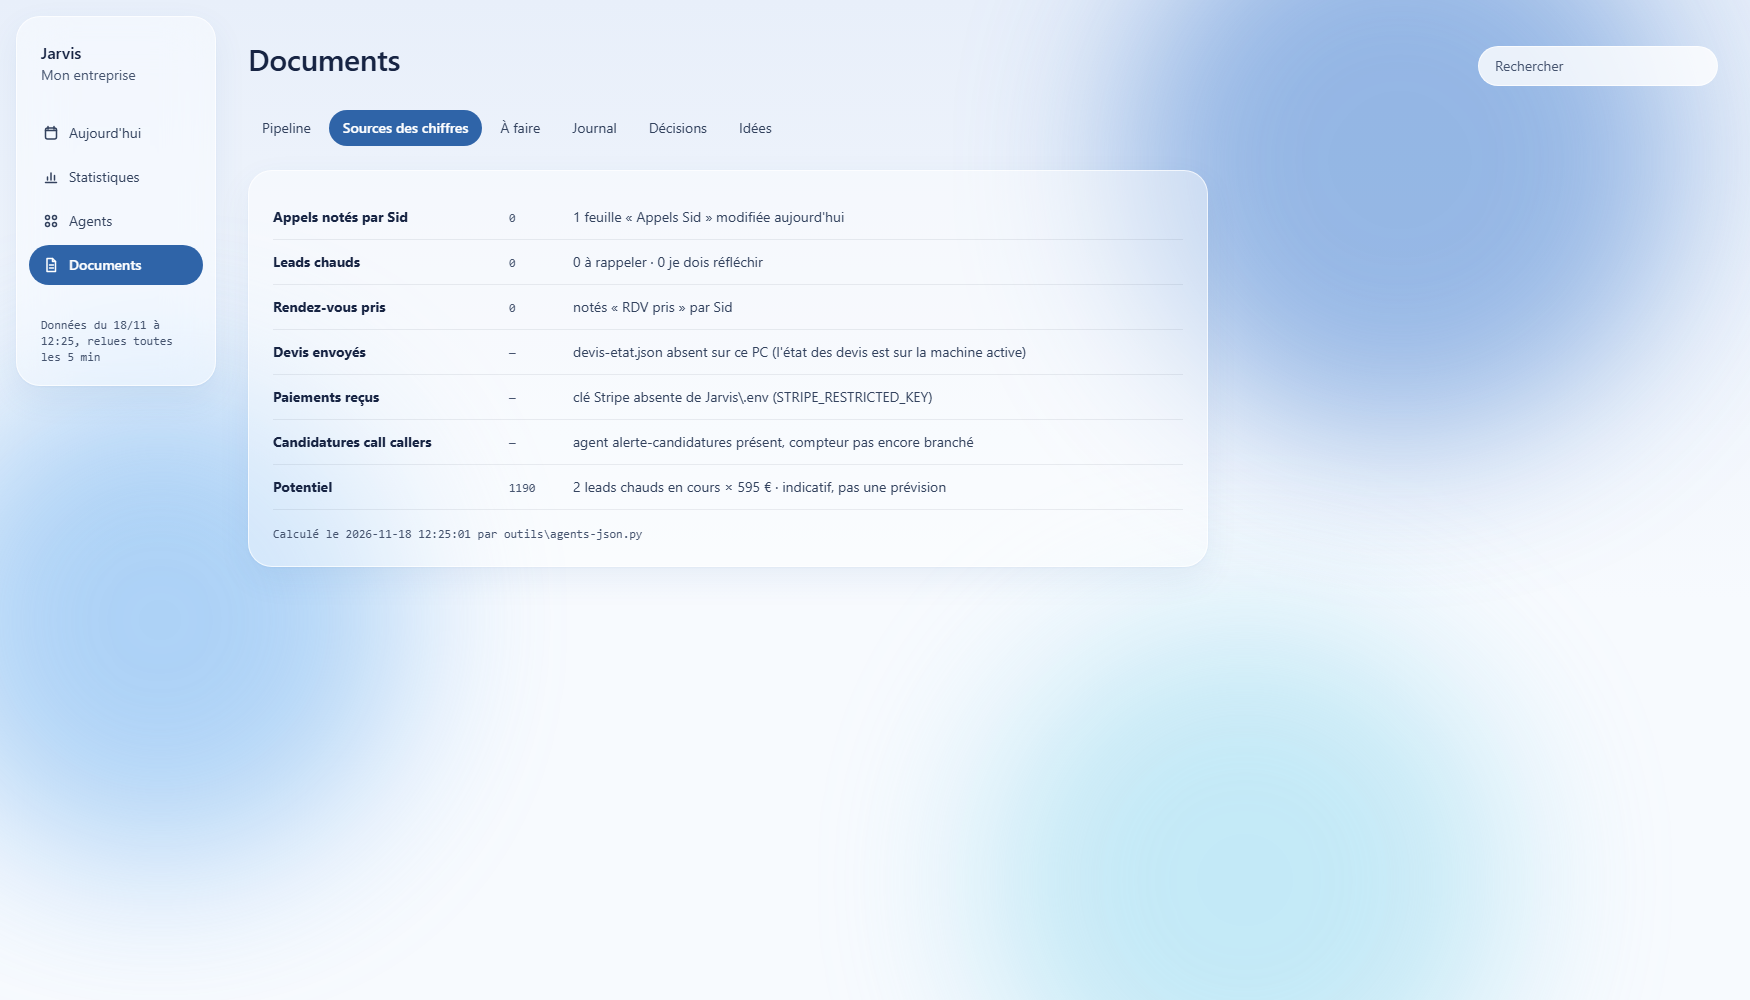 Jarvis
Mon entreprise
Aujourd'hui
Statistiques
Agents
Documents
Données du 18/11 à
12:25, relues toutes
les 5 min
Documents
Rechercher
Pipeline
Sources des chiffres
À faire
Journal
Décisions
Idées
Appels notés par Sid 0 1 feuille « Appels Sid » modifiée aujourd'hui
Leads chauds 0 0 à rappeler · 0 je dois réfléchir
Rendez-vous pris 0 notés « RDV pris » par Sid
Devis envoyés – devis-etat.json absent sur ce PC (l'état des devis est sur la machine active)
Paiements reçus – clé Stripe absente de Jarvis\.env (STRIPE_RESTRICTED_KEY)
Candidatures call callers – agent alerte-candidatures présent, compteur pas encore branché
Potentiel 1190 2 leads chauds en cours × 595 € · indicatif, pas une prévision
Calculé le 2026-11-18 12:25:01 par outils\agents-json.py